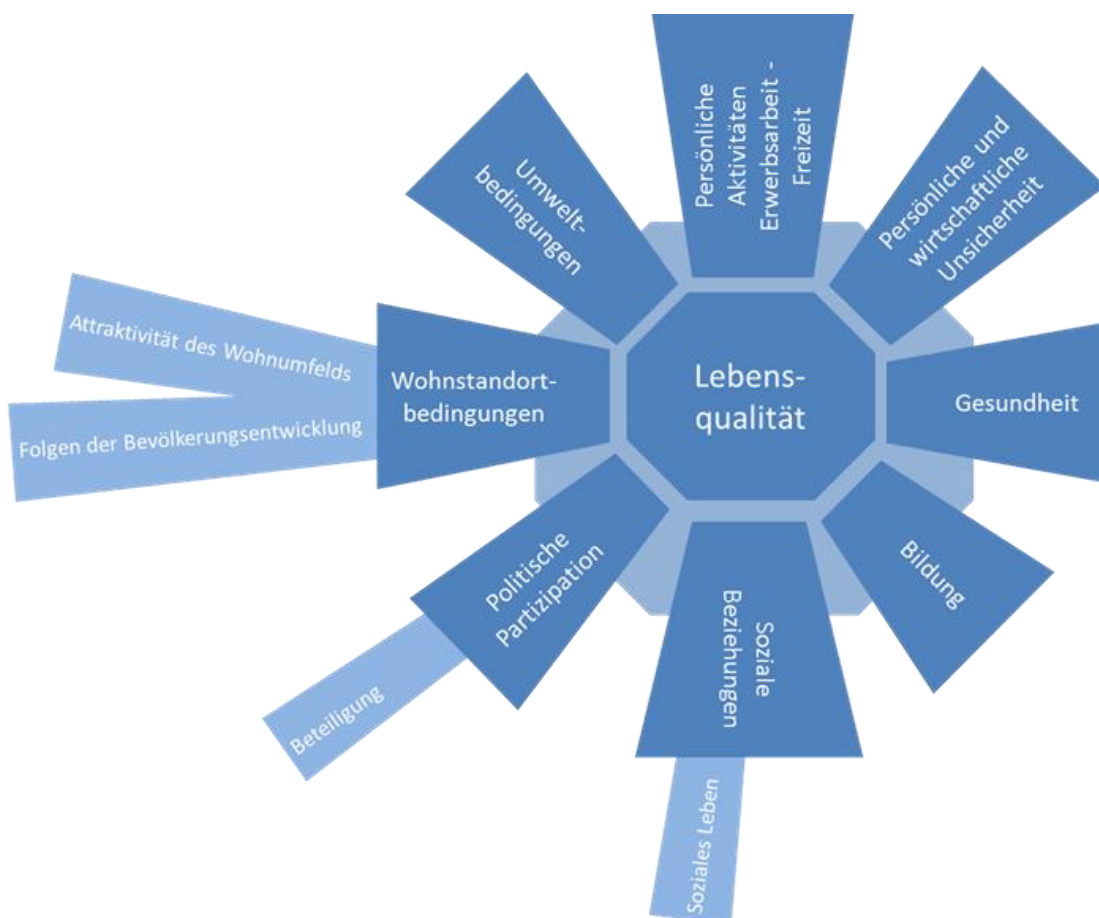 Persönliche
Aktivitäten
Erwerbsarbeit -
Freizeit
Persönliche und
wirtschaftliche
Unsicherheit
Umwelt-
bedingungen
Attraktivität des Wohnumfelds
Folgen der Bevölkerungsentwicklung
Wohnstandort-
bedingungen
Lebens-
qualität
Gesundheit
Politische
Partizipation
Beteiligung
Soziale
Beziehungen
Soziales Leben
Bildung